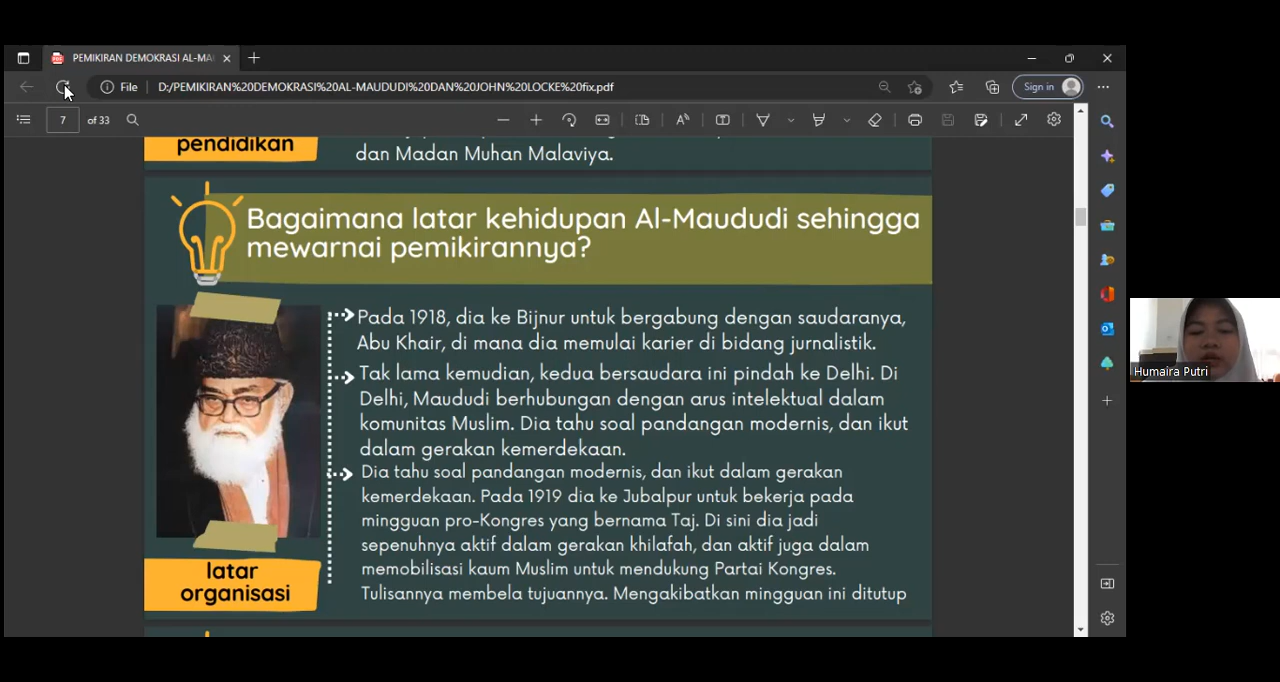 PEMIKIRAN DEMOKRASI AL-MA
File
D:/PEMIKIRAN%20DEMOKRASI%20AL-MAUDUDI%20DAN%20JOHN%20LOCKE%20fix.pdf
Sign in
7 of 33
pendidikan
dan Madan Muhan Malaviya.
Bagaimana latar kehidupan Al-Maududi sehingga
mewarnai pemikirannya?
Pada 1918, dia ke Bijnur untuk bergabung dengan saudaranya,
Abu Khair, di mana dia memulai karier di bidang jurnalistik.
Tak lama kemudian, kedua bersaudara ini pindah ke Delhi. Di
Delhi, Maududi berhubungan dengan arus intelektual dalam
komunitas Muslim. Dia tahu soal pandangan modernis, dan ikut
dalam gerakan kemerdekaan.
Dia tahu soal pandangan modernis, dan ikut dalam gerakan
kemerdekaan. Pada 1919 dia ke Jubalpur untuk bekerja pada
mingguan pro-Kongres yang bernama Taj. Di sini dia jadi
sepenuhnya aktif dalam gerakan khilafah, dan aktif juga dalam
memobilisasi kaum Muslim untuk mendukung Partai Kongres.
Tulisannya membela tujuannya. Mengakibatkan mingguan ini ditutup
latar
organisasi
Humaira Putri